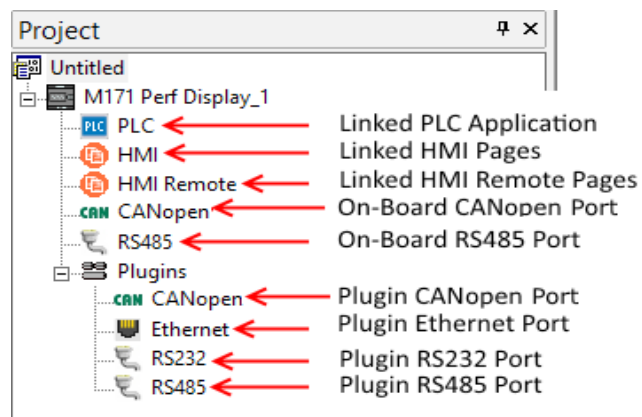 Project
Untitled
M171 Perf Display_1
PLC PLC Linked PLC Application
HMI Linked HMI Pages
HMI Remote Linked HMI Remote Pages
CAN CANopen On-Board CANopen Port
RS485 On-Board RS485 Port
Plugins
CAN CANopen Plugin CANopen Port
Ethernet Plugin Ethernet Port
RS232 Plugin RS232 Port
RS485 Plugin RS485 Port